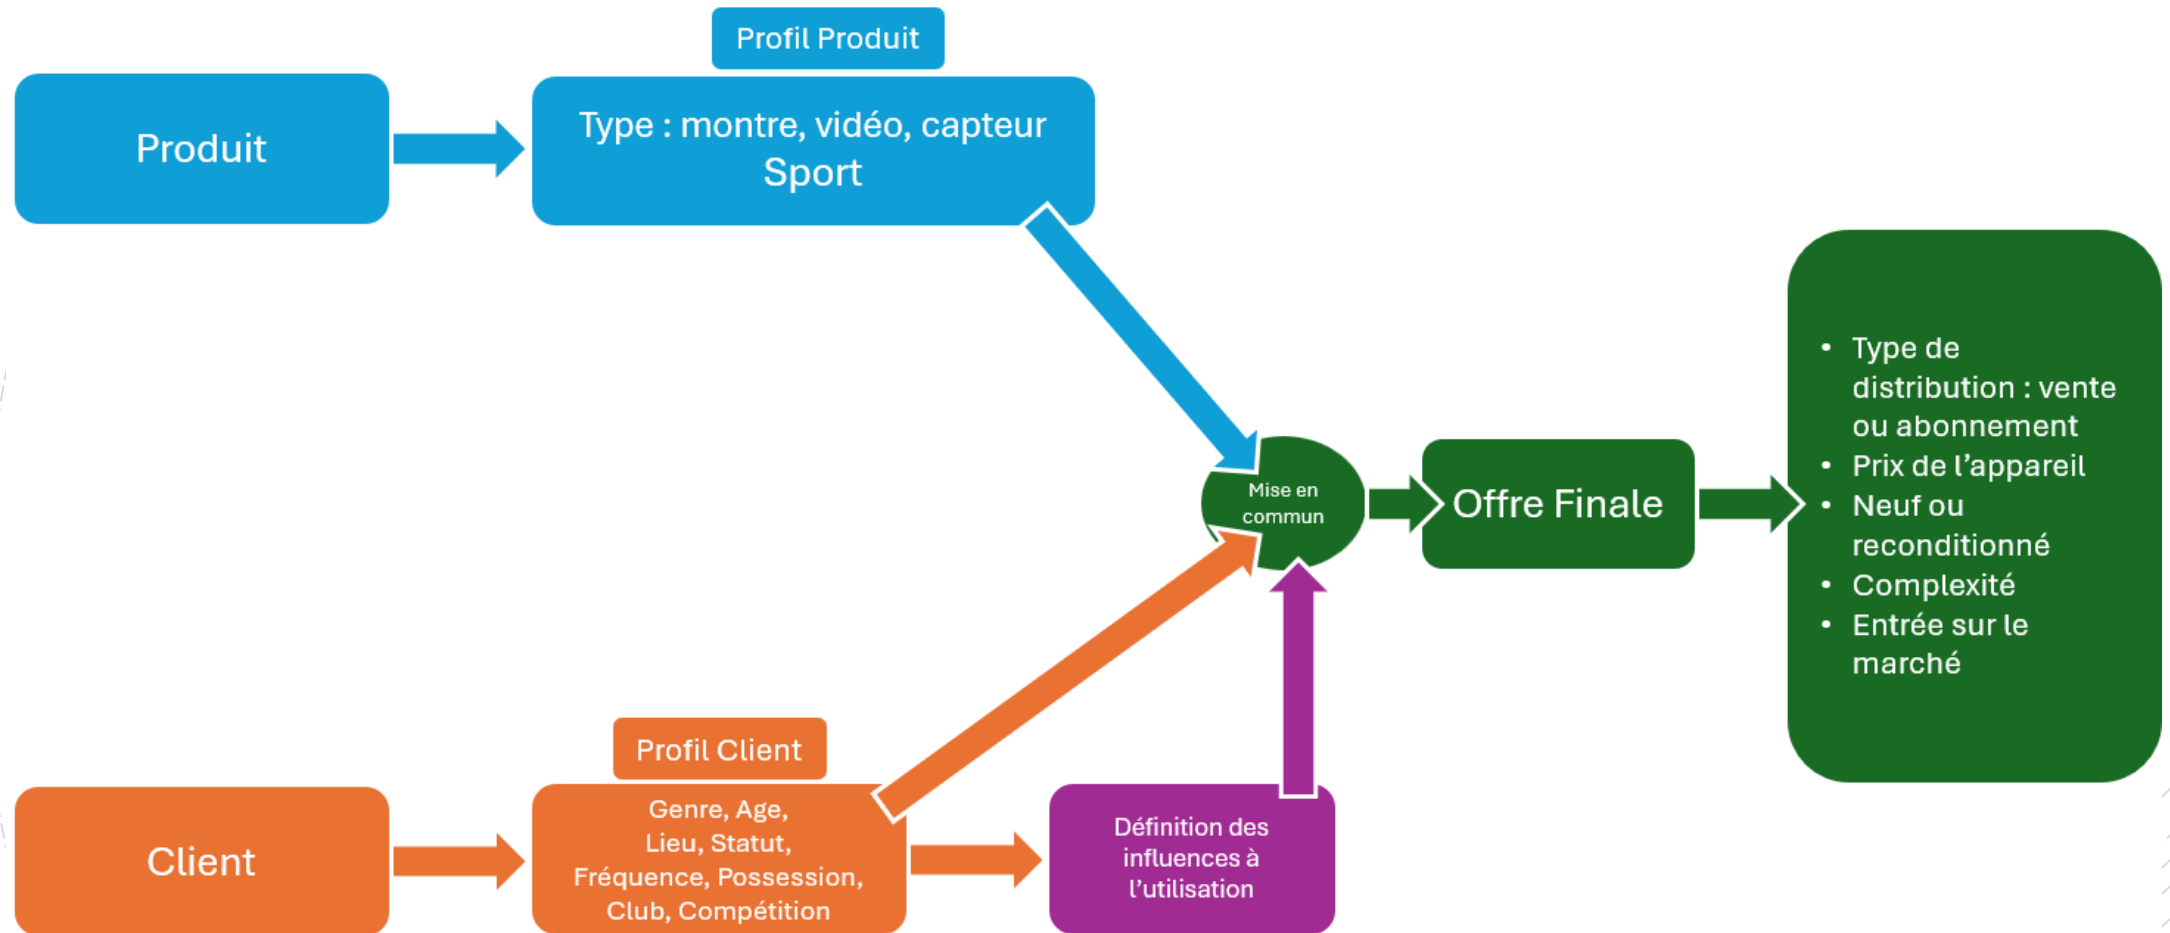 Profil Produit
Produit
Type : montre, vidéo, capteur
Sport
Mise en
commun
Offre Finale
• Type de
distribution : vente
ou abonnement
• Prix de l’appareil
• Neuf ou
reconditionné
• Complexité
• Entrée sur le
marché
Profil Client
Client
Genre, Age,
Lieu, Statut,
Fréquence, Possession,
Club, Compétition
Définition des
influences à
l’utilisation